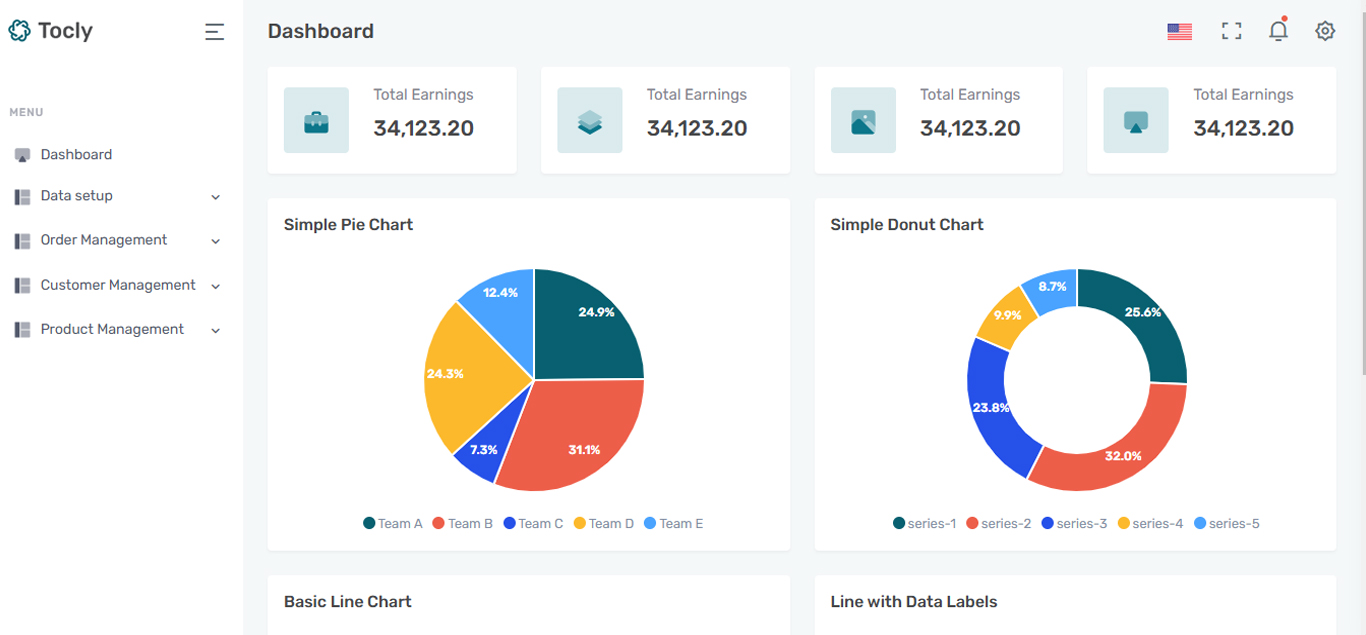 Tocly
Dashboard
MENU
Dashboard
Data setup
Order Management
Customer Management
Product Management
Total Earnings
34,123.20
Total Earnings
34,123.20
Total Earnings
34,123.20
Total Earnings
34,123.20
Simple Pie Chart
12.4%
24.9%
24.3%
7.3%
31.1%
Team A Team B Team C Team D Team E
Simple Donut Chart
8.7%
9.9%
25.6%
23.8%
32.0%
series-1 series-2 series-3 series-4 series-5
Basic Line Chart
Line with Data Labels